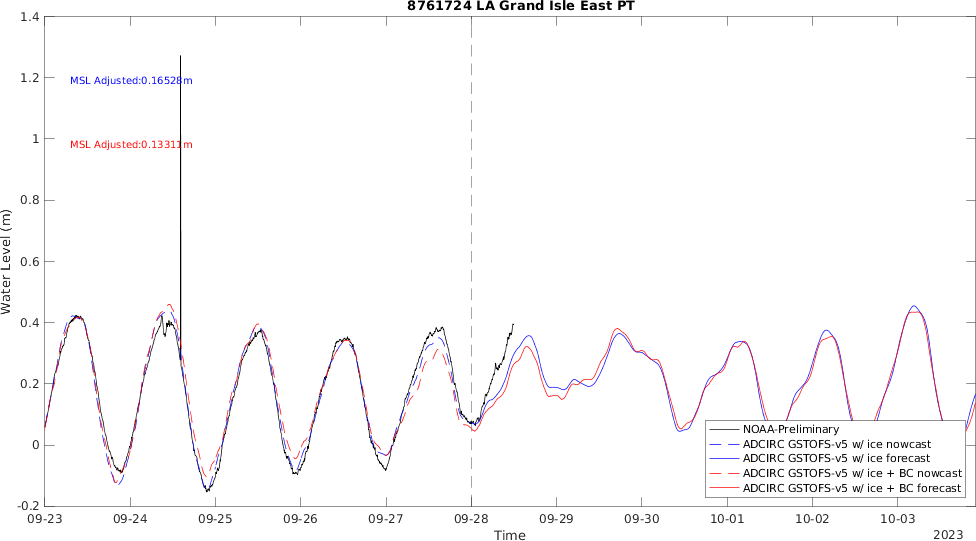 8761724 LA Grand Isle East PT
1.4
1.2
1
0.8
0.6
0.4
0.2
0
-0.2
Water Level (m)
MSL Adjusted:0.16528m
MSL Adjusted:0.13311m
NOAA-Preliminary
ADCIRC GSTOFS-v5 w/ ice nowcast
ADCIRC GSTOFS-v5 w/ ice forecast
ADCIRC GSTOFS-v5 w/ ice + BC nowcast
ADCIRC GSTOFS-v5 w/ ice + BC forecast
09-23 09-24 09-25 09-26 09-27 09-28 09-29 09-30 10-01 10-02 10-03
Time
2023